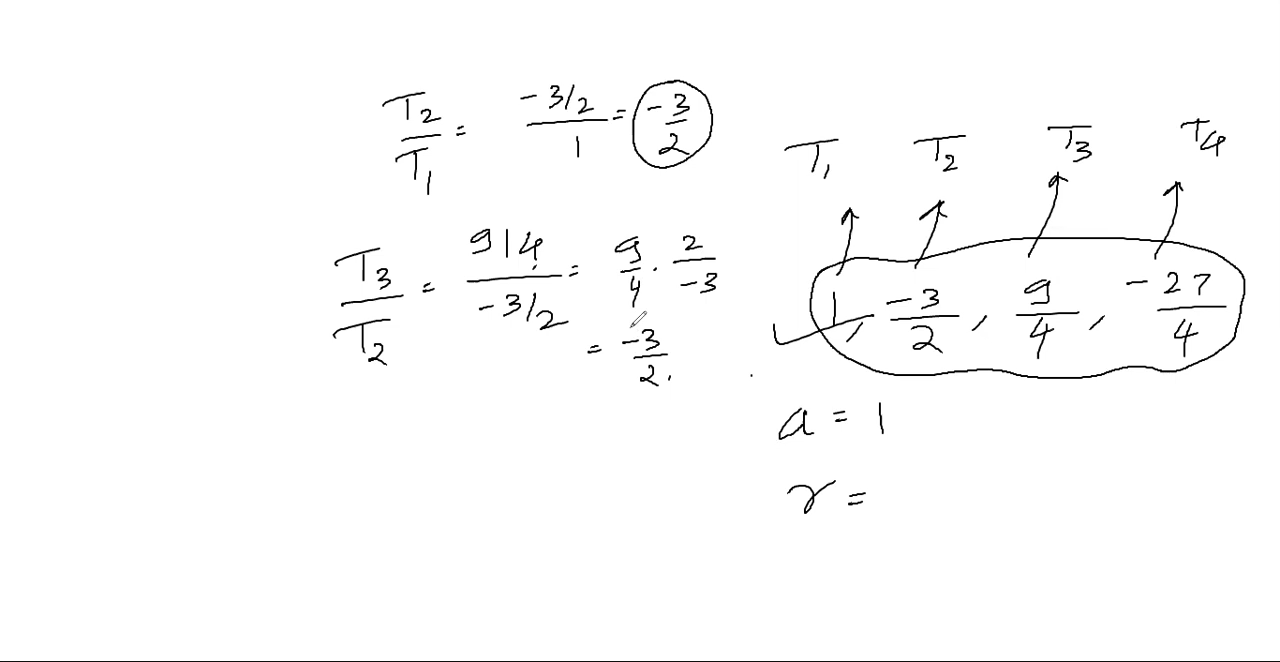 T2/T1 = (-3/2)/1 = -3/2
T3/T2 = (9/4)/(-3/2) = 9/4 · 2/-3
= -3/2.
T1 T2 T3 T4
1, -3/2, 9/4, -27/4
a = 1
r =